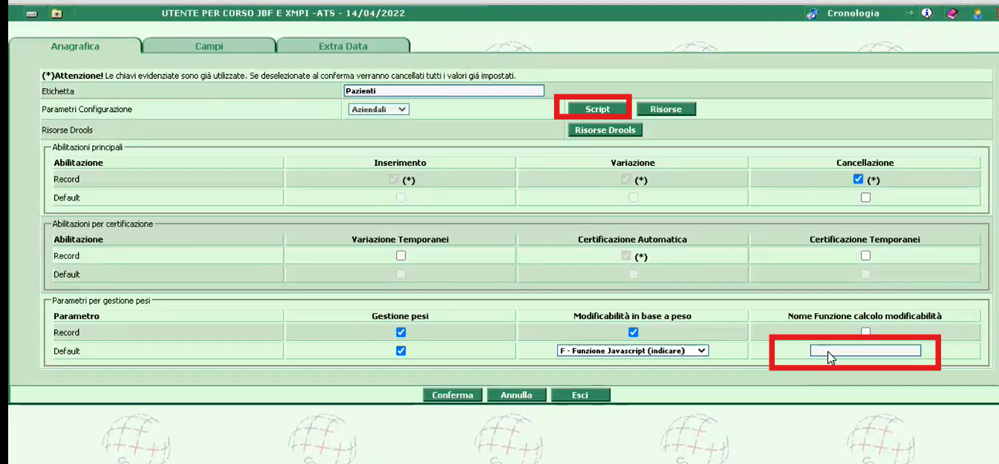 UTENTE PER CORSO JBF E XMPI -ATS - 14/04/2022 Cronologia
Anagrafica Campi Extra Data
(*)Attenzione! Le chiavi evidenziate sono già utilizzate. Se deselezionate al conferma verranno cancellati tutti i valori già impostati.
Etichetta Pazienti
Parametri Configurazione Aziendali Script Risorse
Risorse Drools Risorse Drools
Abilitazioni principali
Abilitazione Inserimento Variazione Cancellazione
Record (*) (*) (*)
Default
Abilitazioni per certificazione
Abilitazione Variazione Temporanei Certificazione Automatica Certificazione Temporanei
Record (*)
Default
Parametri per gestione pesi
Parametro Gestione pesi Modificabilità in base a peso Nome Funzione calcolo modificabilità
Record
Default F - Funzione Javascript (indicare)
Conferma Annulla Esci